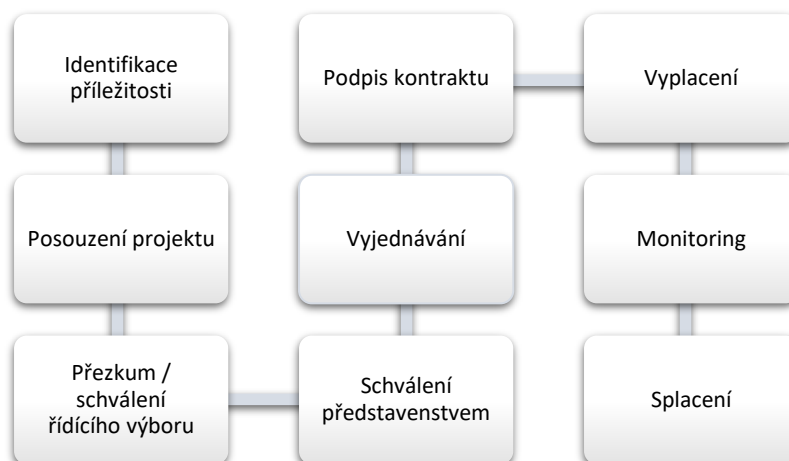 Identifikace
příležitosti
Posouzení projektu
Přezkum /
schválení
řídícího výboru
Schválení
představenstvem
Vyjednávání
Podpis kontraktu
Vyplacení
Monitoring
Splacení